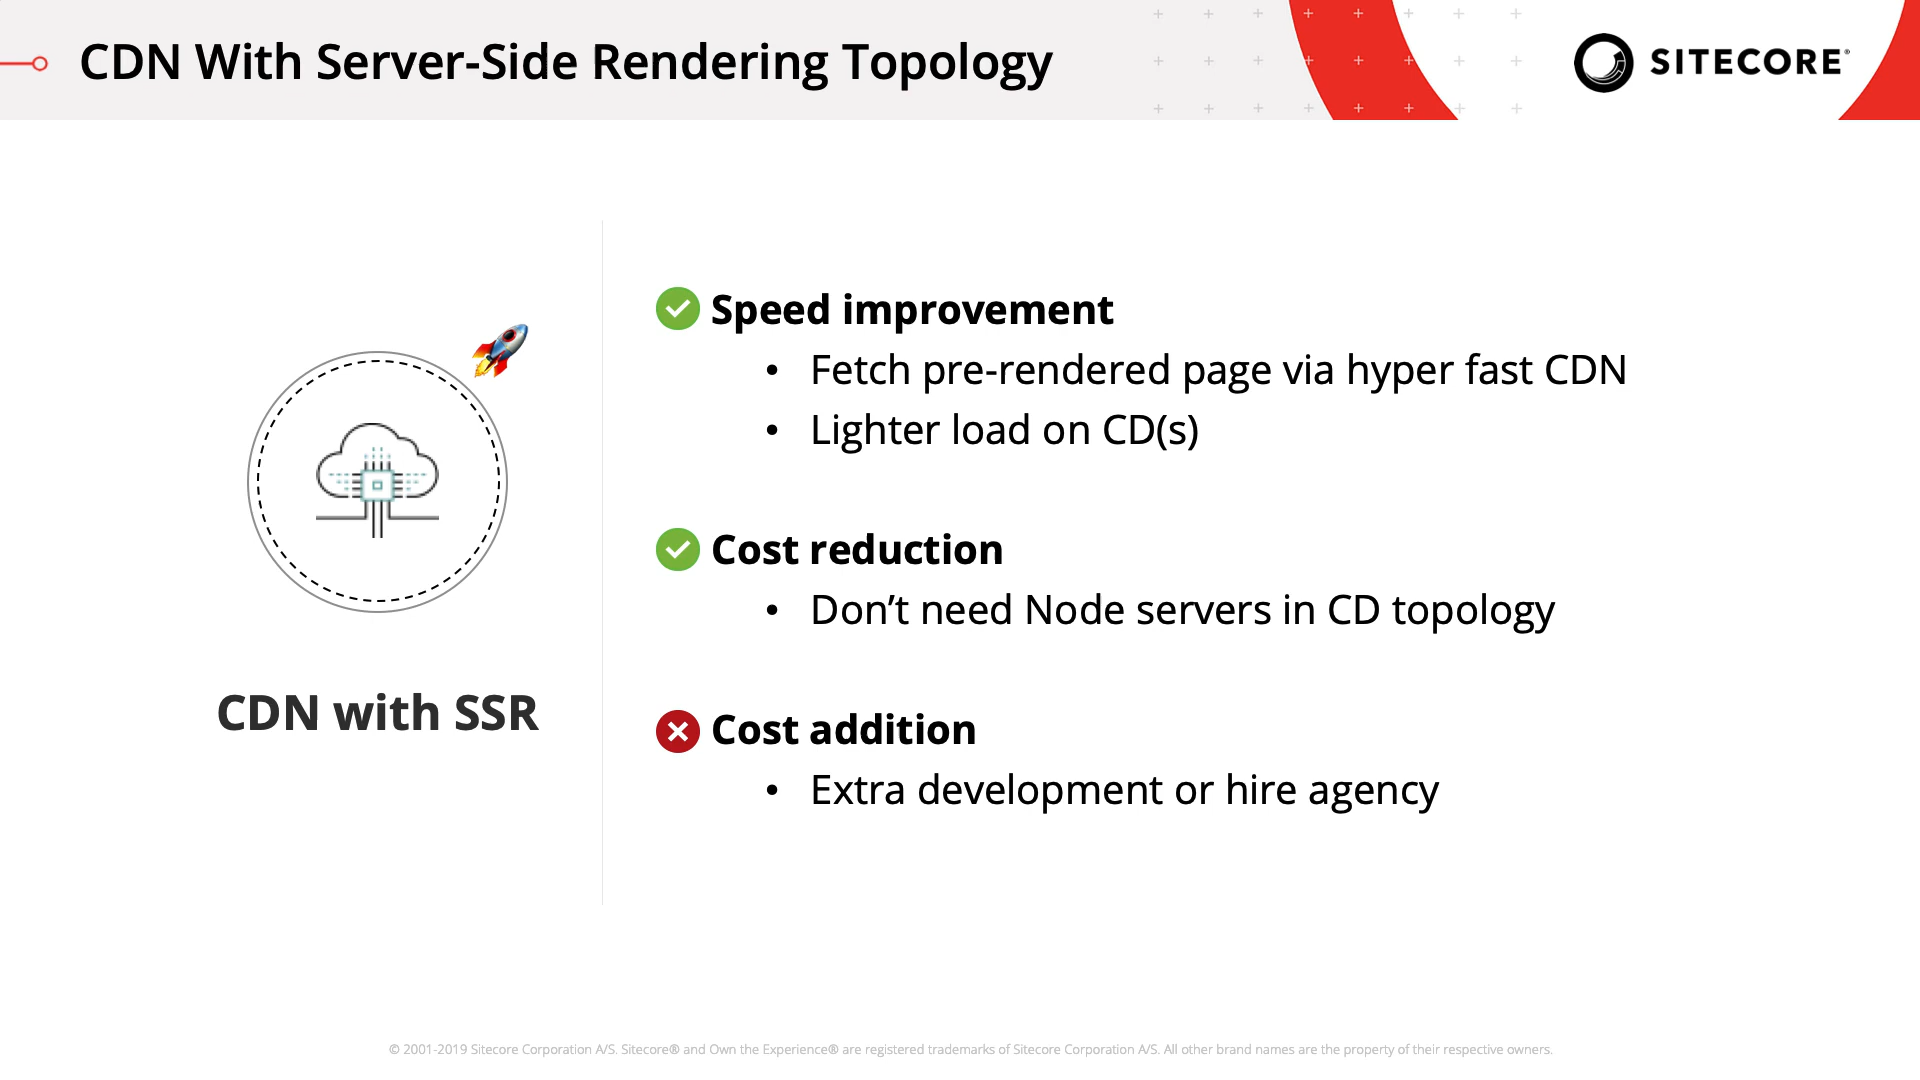 CDN With Server-Side Rendering Topology
SITECORE®
CDN with SSR
Speed improvement
• Fetch pre-rendered page via hyper fast CDN
• Lighter load on CD(s)
Cost reduction
• Don’t need Node servers in CD topology
Cost addition
• Extra development or hire agency
© 2001-2019 Sitecore Corporation A/S. Sitecore® and Own the Experience® are registered trademarks of Sitecore Corporation A/S. All other brand names are the property of their respective owners.